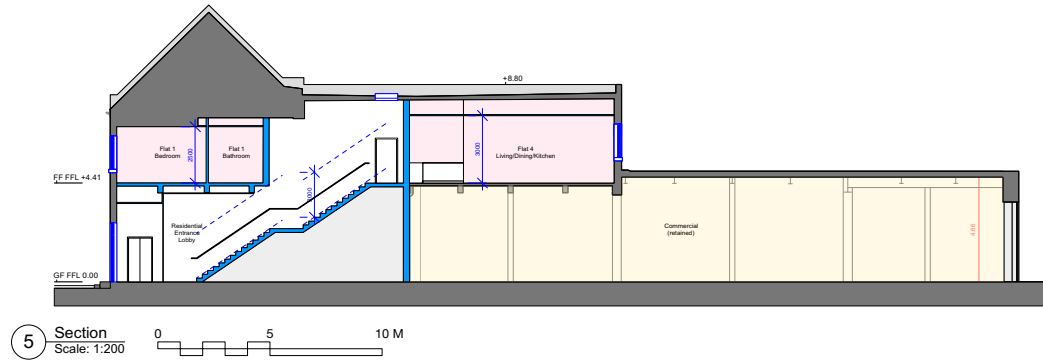 +8.80
Flat 1
Bedroom
2500
Flat 1
Bathroom
Flat 4
Living/Dining/Kitchen
3000
FF FFL +4.41
Residential
Entrance
Lobby
Commercial
(retained)
4.66
GF FFL 0.00
5
Section
Scale: 1:200
0 5 10 M